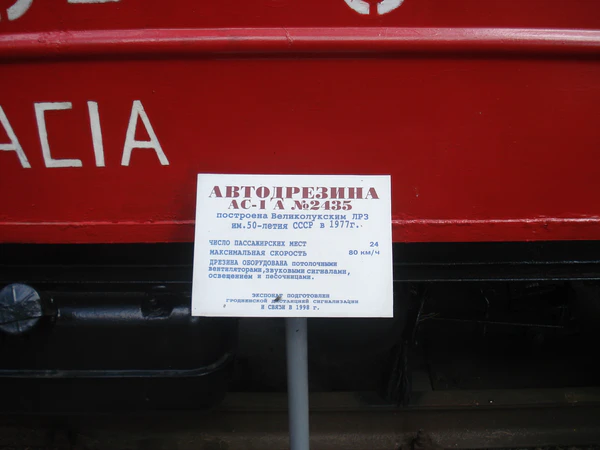 ACIA
АВТОДРЕЗИНА
АС-1А №2435
построена Великолукским ЛРЗ
им.50-летия СССР в 1977г.
ЧИСЛО ПАССАЖИРСКИХ МЕСТ 24
МАКСИМАЛЬНАЯ СКОРОСТЬ 80 км/ч
ДРЕЗИНА ОБОРУДОВАНА потолочными
вентиляторами,звуковыми сигналами,
освещением и песочницами.
ЭКСПОНАТ ПОДГОТОВЛЕН
ГРОДНЕНСКОЙ ДИСТАНЦИЕЙ СИГНАЛИЗАЦИИ
И СВЯЗИ В 1998 г.